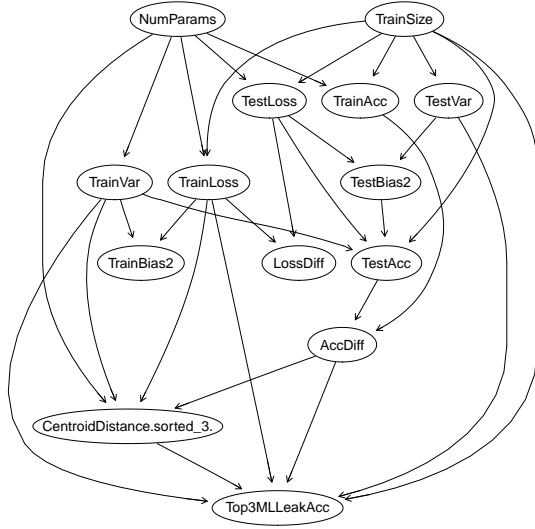 NumParams
TrainSize
TestLoss
TrainAcc
TestVar
TrainVar
TrainLoss
TestBias2
TrainBias2
LossDiff
TestAcc
AccDiff
CentroidDistance.sorted_3.
Top3MLLeakAcc